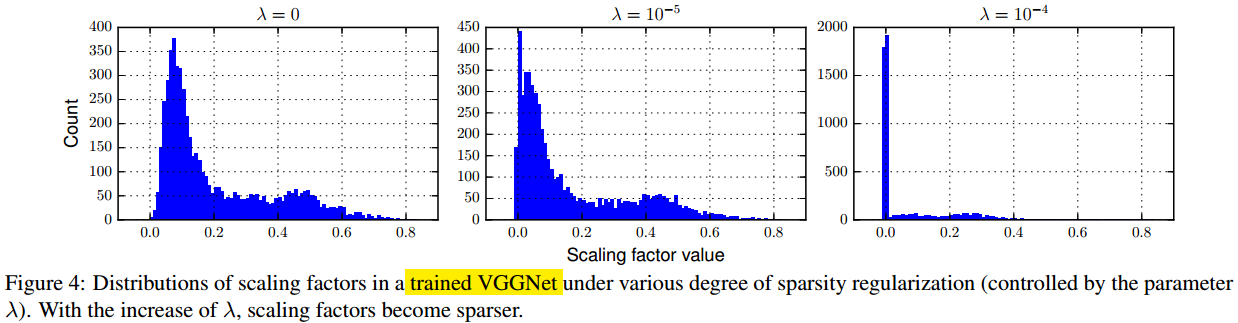 λ = 0
400
350
300
250
200
150
100
50
0
0.0 0.2 0.4 0.6 0.8
Count
λ = 10⁻⁵
450
400
350
300
250
200
150
100
50
0
0.0 0.2 0.4 0.6 0.8
Scaling factor value
λ = 10⁻⁴
2000
1500
1000
500
0
0.0 0.2 0.4 0.6 0.8
Figure 4: Distributions of scaling factors in a trained VGGNet under various degree of sparsity regularization (controlled by the parameter
λ). With the increase of λ, scaling factors become sparser.